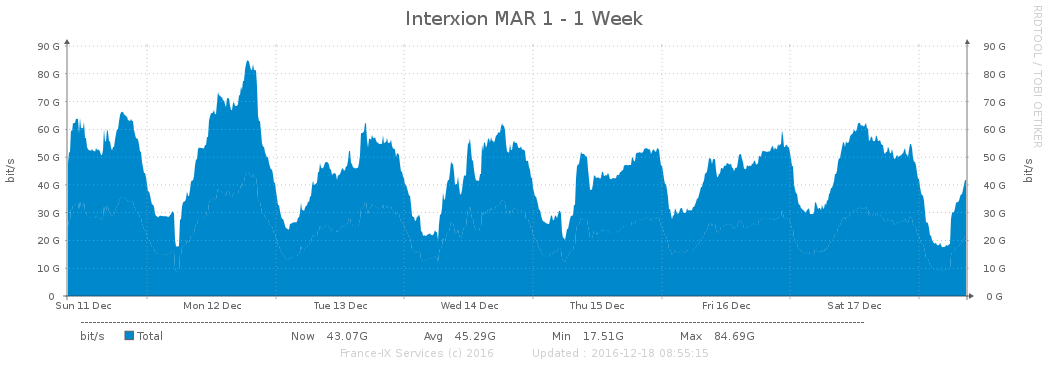 Interxion MAR 1 - 1 Week
RRDTOOL / TOBI OETIKER
bit/s
90 G 90 G
80 G 80 G
70 G 70 G
60 G 60 G
50 G 50 G
40 G 40 G
30 G 30 G
20 G 20 G
10 G 10 G
0 0 G
bit/s
Sun 11 Dec Mon 12 Dec Tue 13 Dec Wed 14 Dec Thu 15 Dec Fri 16 Dec Sat 17 Dec
bit/s Total Now 43.07G Avg 45.29G Min 17.51G Max 84.69G
France-IX Services (c) 2016 Updated : 2016-12-18 08:55:15